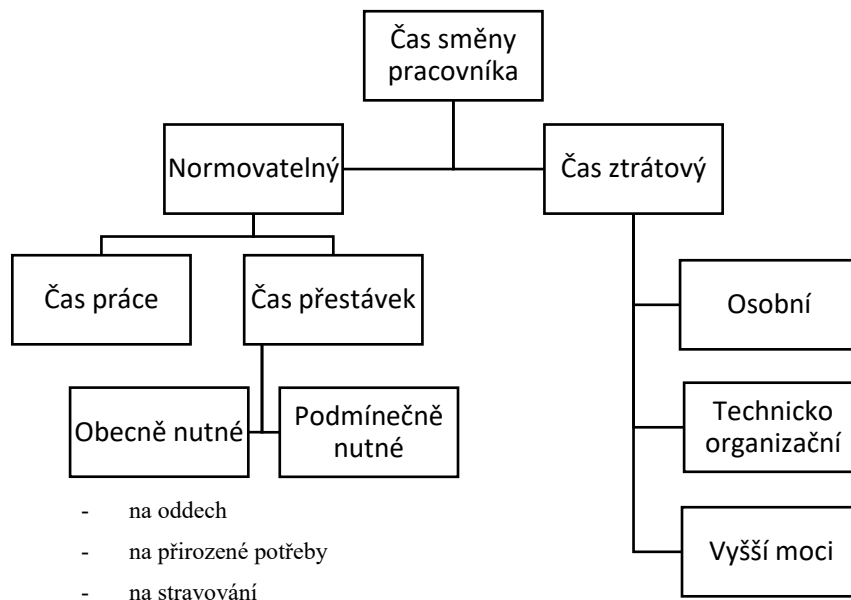 Čas směny
pracovníka
Normovatelný
Čas ztrátový
Čas práce
Čas přestávek
Osobní
Obecně nutné
Podmínečně
nutné
Technicko
organizační
- na oddech
- na přirozené potřeby
- na stravování
Vyšší moci